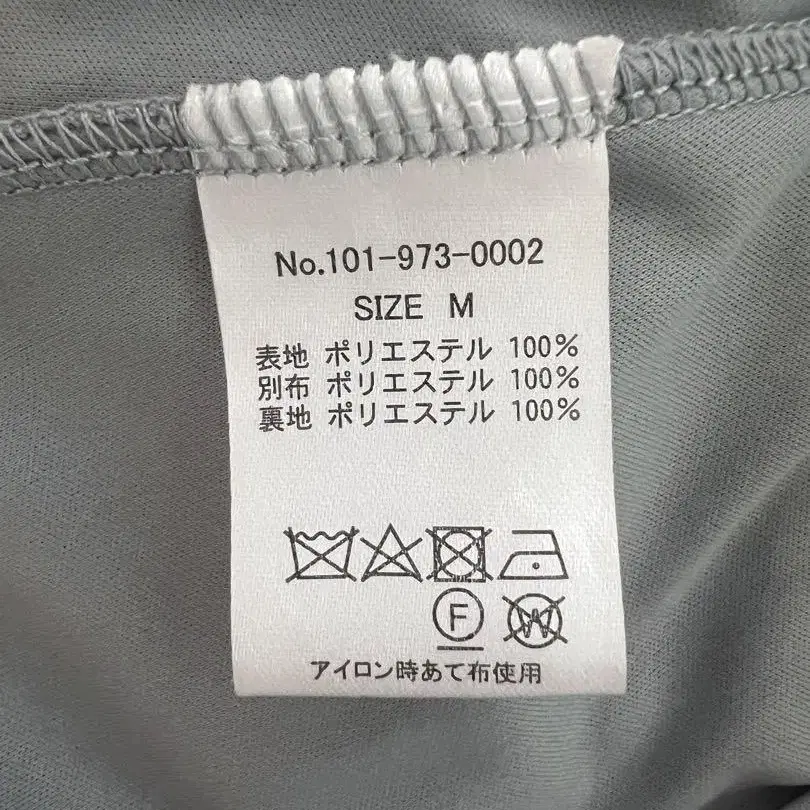 No.101-973-0002
SIZE M
表地 ポリエステル 100%
別布 ポリエステル 100%
裏地 ポリエステル 100%
F W
アイロン時あて布使用